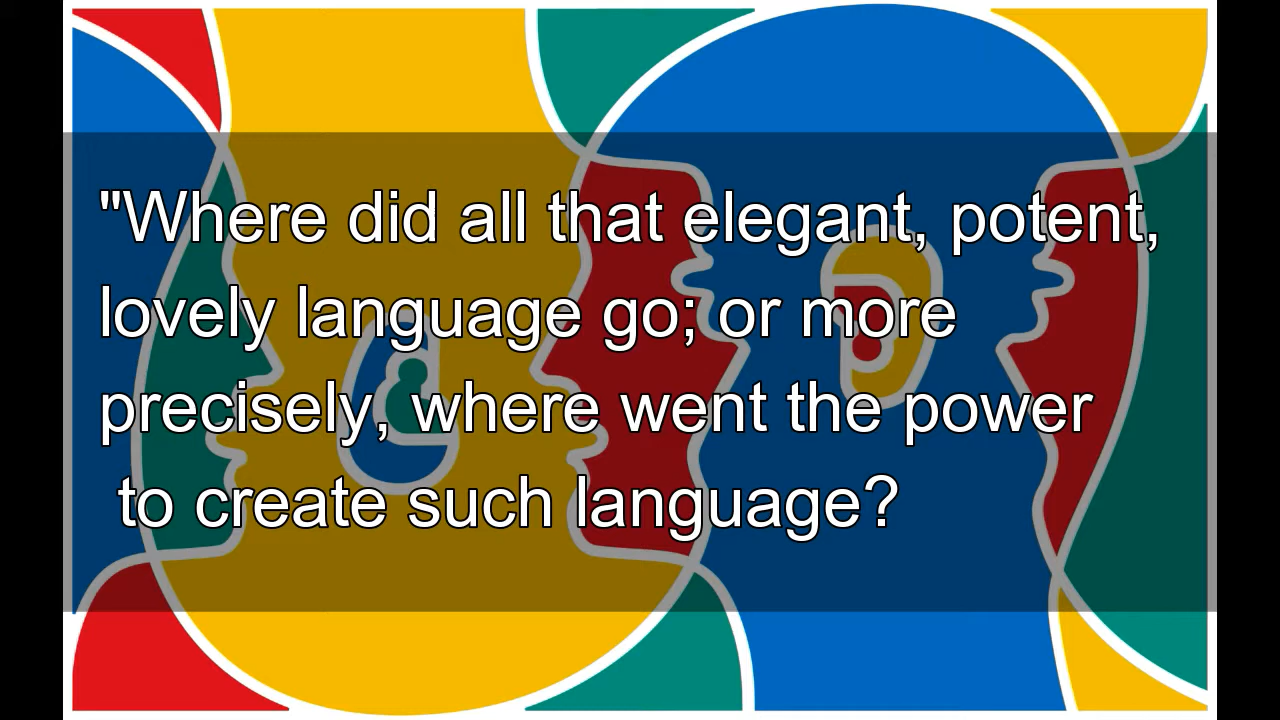 "Where did all that elegant, potent,
lovely language go; or more
precisely, where went the power
to create such language?